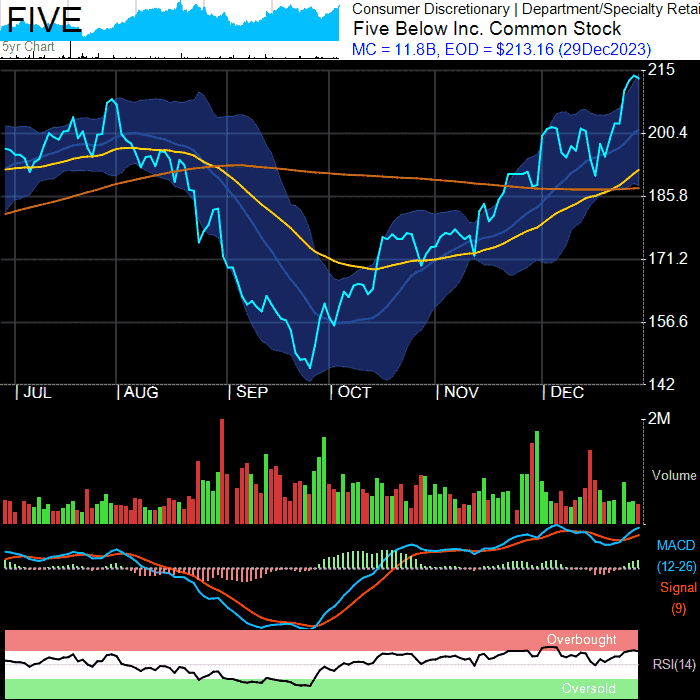 FIVE
5yr Chart
Consumer Discretionary | Department/Specialty Retai
Five Below Inc. Common Stock
MC = 11.8B, EOD = $213.16 (29Dec2023)
215
200.4
185.8
171.2
156.6
142
| JUL | AUG | SEP | OCT | NOV | DEC
2M
Volume
MACD
(12-26)
Signal
(9)
Overbought
RSI(14)
Oversold